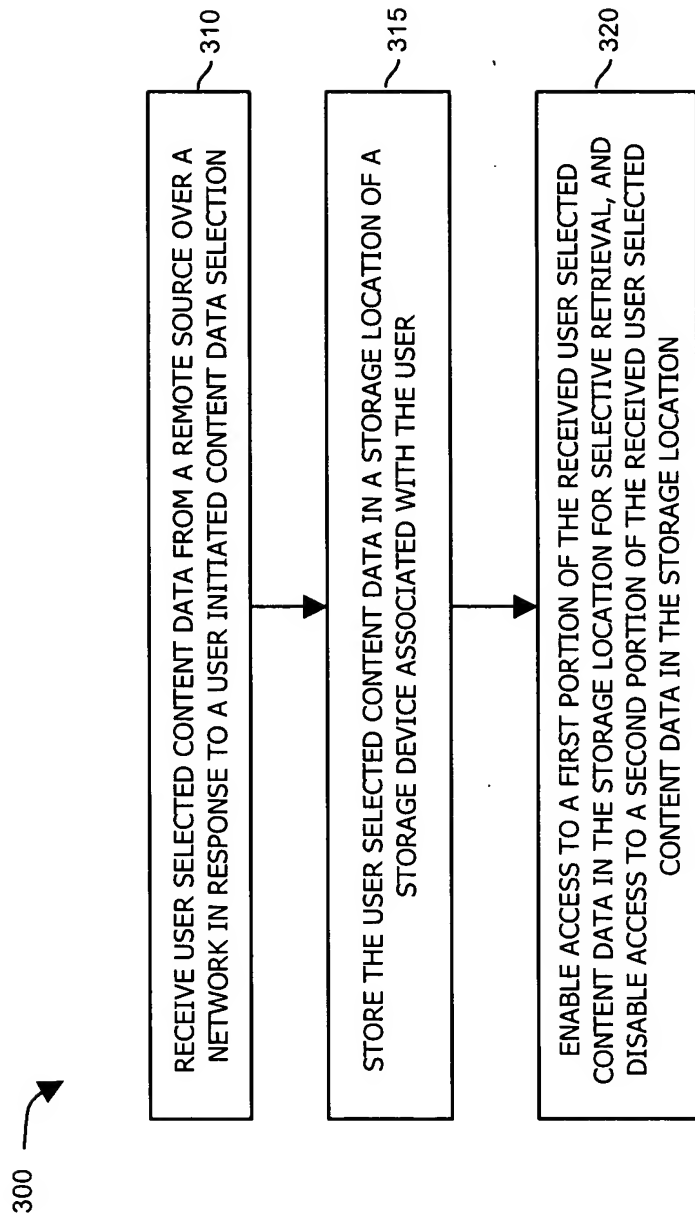 300
RECEIVE USER SELECTED CONTENT DATA FROM A REMOTE SOURCE OVER A
NETWORK IN RESPONSE TO A USER INITIATED CONTENT DATA SELECTION
310
STORE THE USER SELECTED CONTENT DATA IN A STORAGE LOCATION OF A
STORAGE DEVICE ASSOCIATED WITH THE USER
315
ENABLE ACCESS TO A FIRST PORTION OF THE RECEIVED USER SELECTED
CONTENT DATA IN THE STORAGE LOCATION FOR SELECTIVE RETRIEVAL, AND
DISABLE ACCESS TO A SECOND PORTION OF THE RECEIVED USER SELECTED
CONTENT DATA IN THE STORAGE LOCATION
320